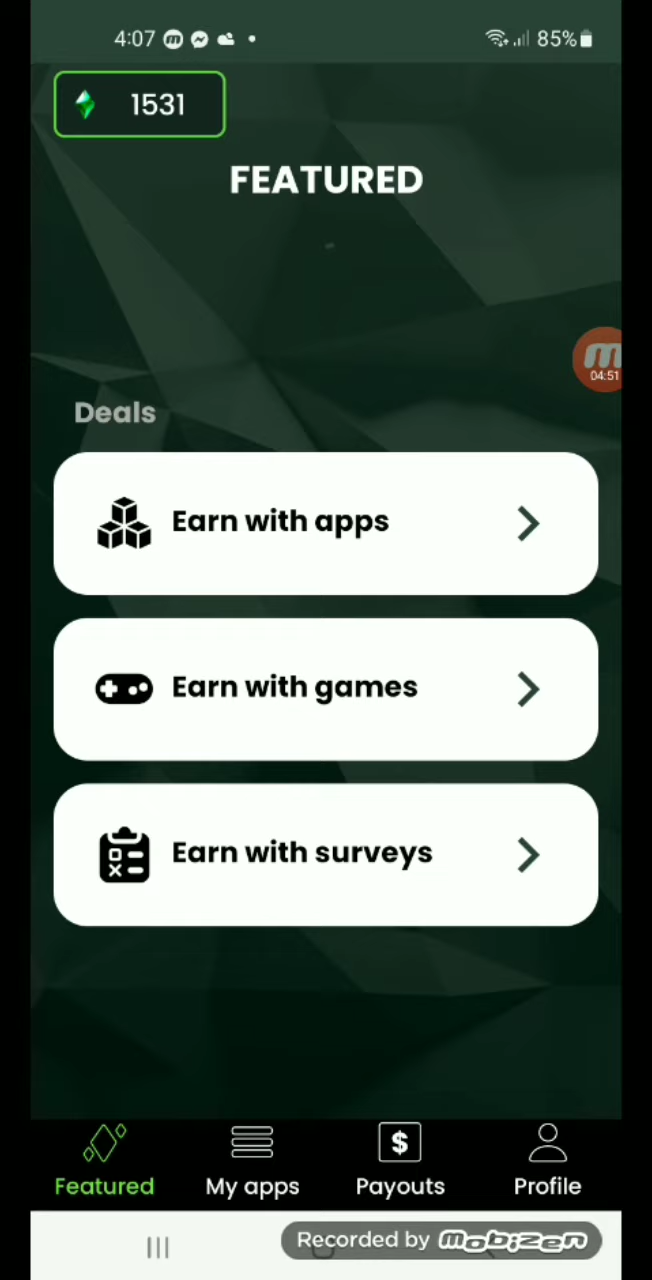 4:07
85%
1531
FEATURED
04:51
Deals
Earn with apps
Earn with games
Earn with surveys
Featured
My apps
Payouts
Profile
Recorded by mobizen